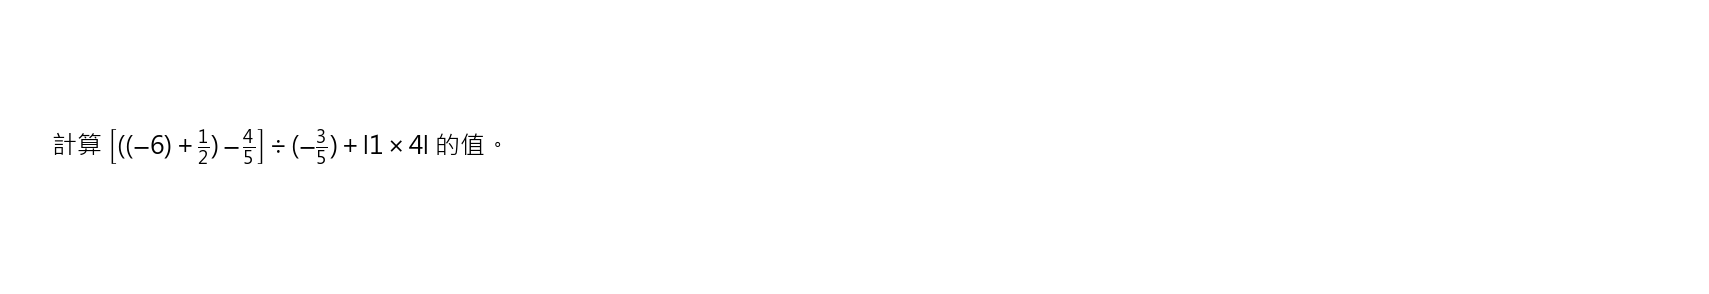 計算 [((−6) + 1/2) − 4/5] ÷ (−3/5) + |1 × 4| 的值。